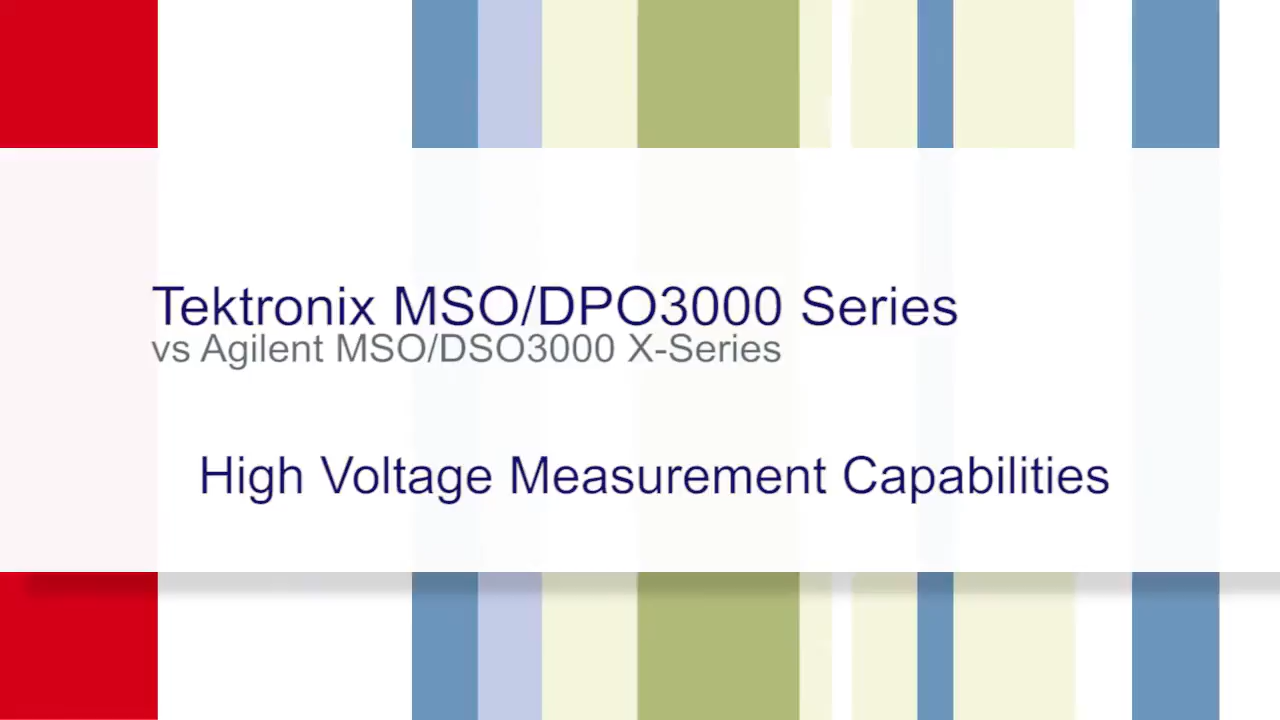 Tektronix MSO/DPO3000 Series
vs Agilent MSO/DSO3000 X-Series
High Voltage Measurement Capabilities